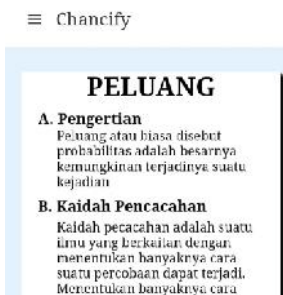 Chancify
PELUANG
A. Pengertian
Peluang atau biasa disebut
probabilitas adalah besarnya
kemungkinan terjadinya suatu
kejadian
B. Kaidah Pencacahan
Kaidah pecacahan adalah suatu
ilmu yang berkaitan dengan
menentukan banyaknya cara
suatu percobaan dapat terjadi.
Menentukan banyaknya cara